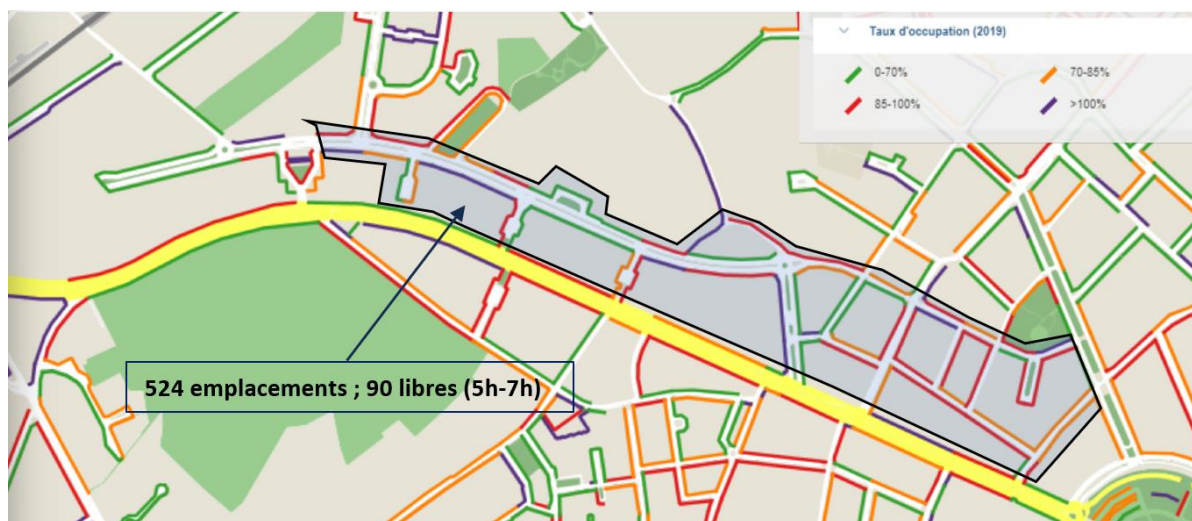 Taux d'occupation (2019)
0-70%
70-85%
85-100%
>100%
524 emplacements ; 90 libres (5h-7h)